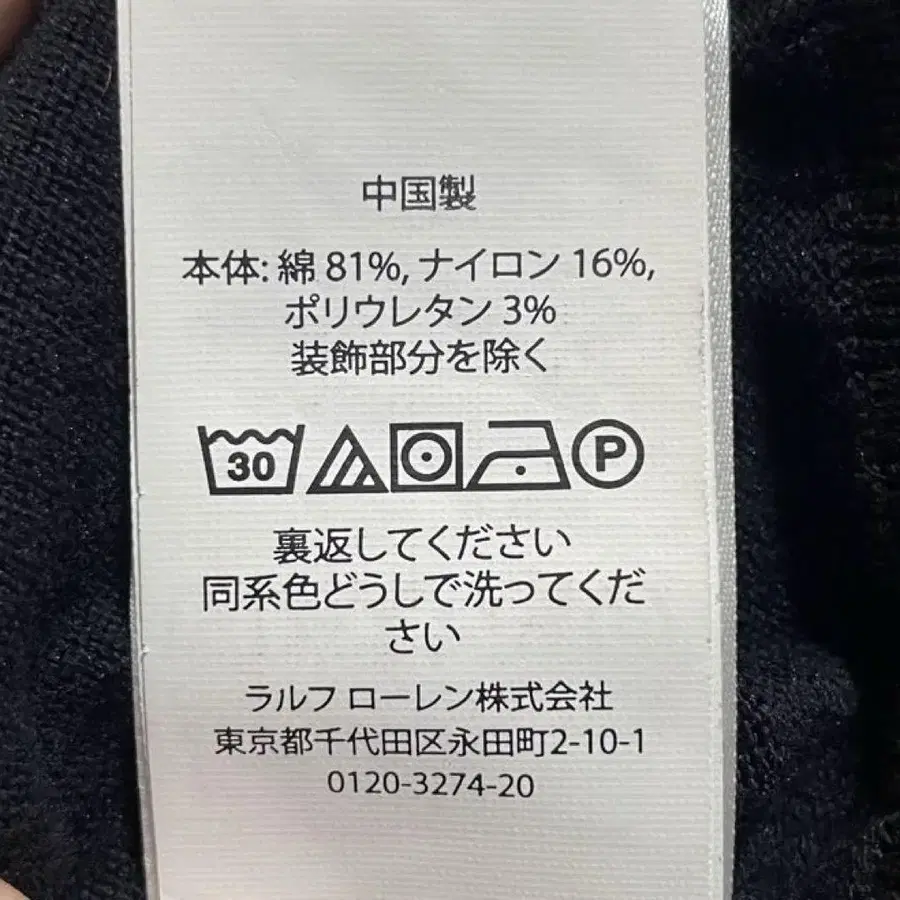 中国製
本体: 綿 81%, ナイロン 16%,
ポリウレタン 3%
装飾部分を除く
30 P
裏返してください
同系色どうしで洗ってくだ
さい
ラルフ ローレン株式会社
東京都千代田区永田町2-10-1
0120-3274-20